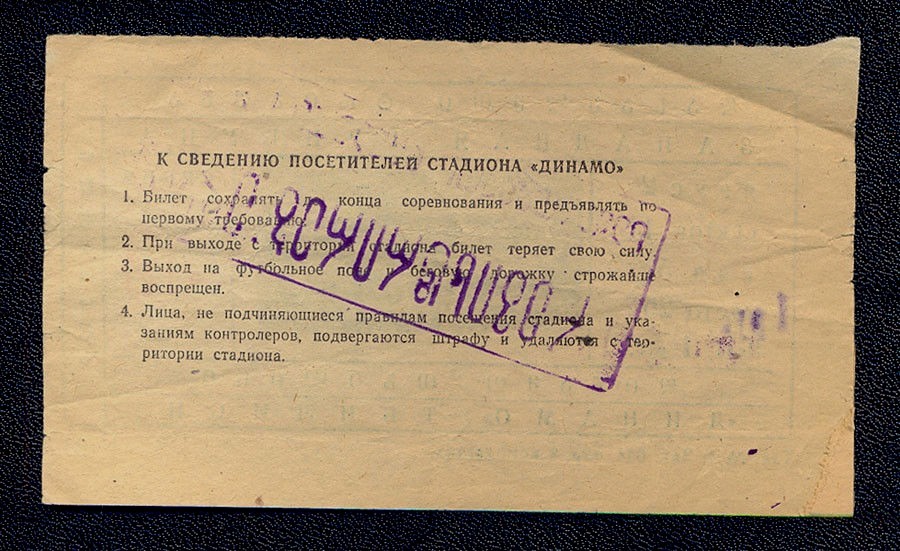 К СВЕДЕНИЮ ПОСЕТИТЕЛЕЙ СТАДИОНА «ДИНАМО»
1. Билет сохранять до конца соревнования и предъявлять по
первому требованию.
2. При выходе с территории стадиона билет теряет свою силу.
3. Выход на футбольное поле и беговую дорожку строжайше
воспрещен.
4. Лица, не подчиняющиеся правилам посещения стадиона и ука-
заниям контролеров, подвергаются штрафу и удаляются с тер-
ритории стадиона.